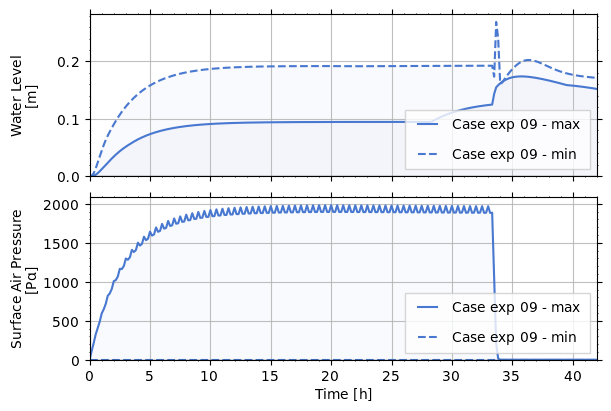 Water Level
[m]
0.2
0.1
0.0
Case exp 09 - max
Case exp 09 - min
Surface Air Pressure
[Pa]
2000
1500
1000
500
0
Case exp 09 - max
Case exp 09 - min
0 5 10 15 20 25 30 35 40
Time [h]